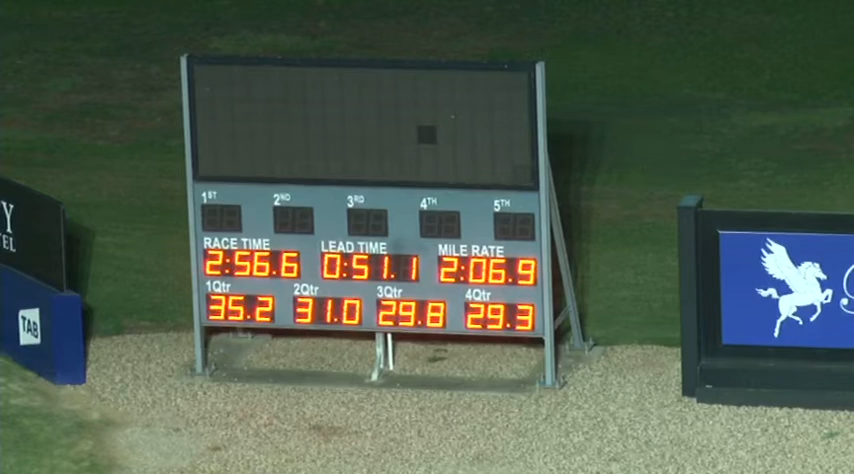 1ST 2ND 3RD 4TH 5TH
RACE TIME LEAD TIME MILE RATE
2:56.6 0:51.1 2:06.9
1Qtr 2Qtr 3Qtr 4Qtr
35.2 31.0 29.8 29.3
TAB